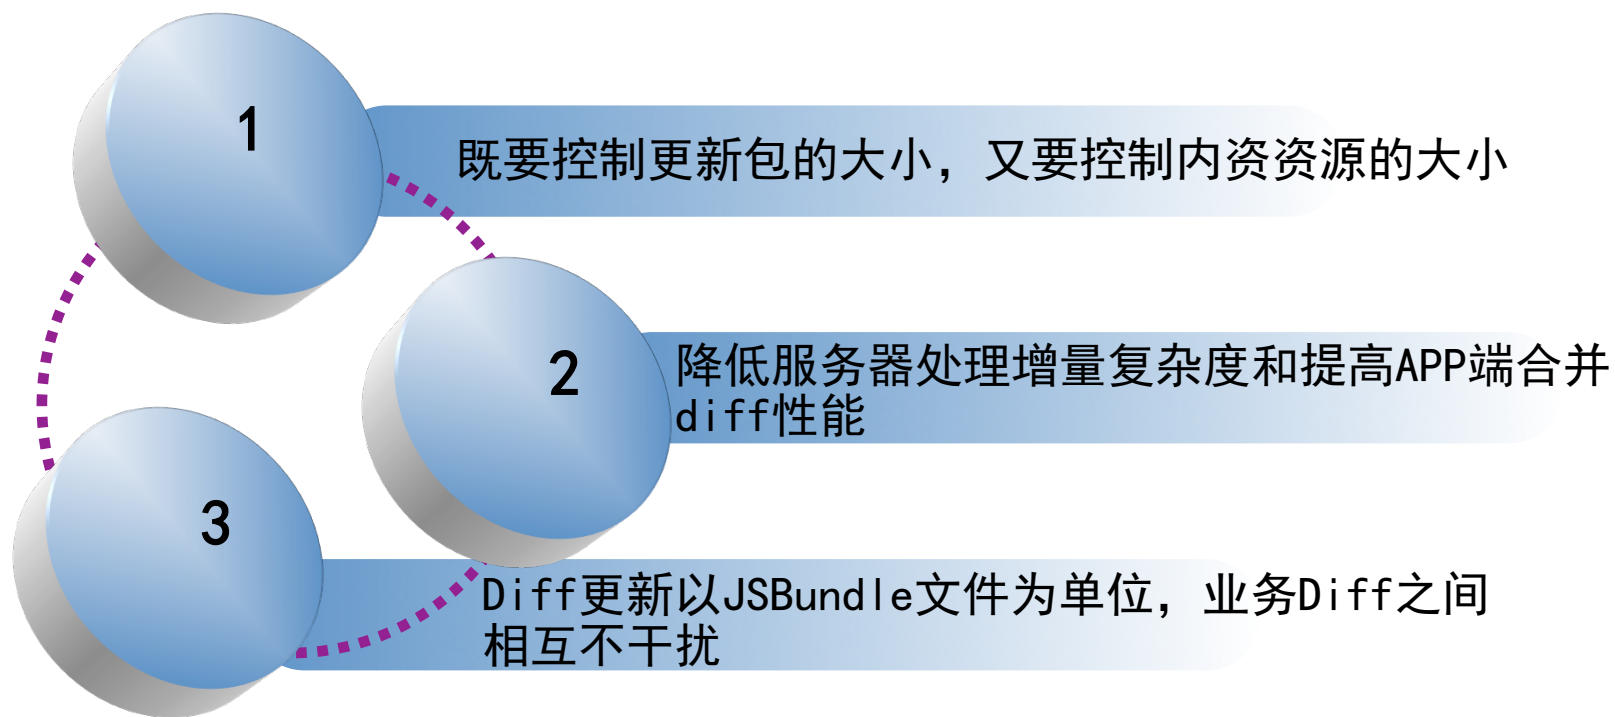 1
既要控制更新包的大小，又要控制内资资源的大小
2
降低服务器处理增量复杂度和提高APP端合并
diff性能
3
Diff更新以JSBundle文件为单位，业务Diff之间
相互不干扰